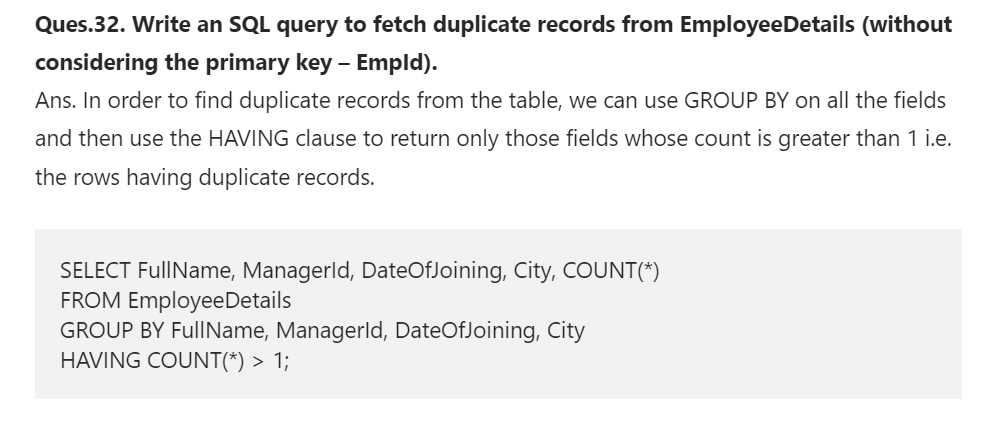 Ques.32. Write an SQL query to fetch duplicate records from EmployeeDetails (without
considering the primary key – EmpId).
Ans. In order to find duplicate records from the table, we can use GROUP BY on all the fields
and then use the HAVING clause to return only those fields whose count is greater than 1 i.e.
the rows having duplicate records.
SELECT FullName, ManagerId, DateOfJoining, City, COUNT(*)
FROM EmployeeDetails
GROUP BY FullName, ManagerId, DateOfJoining, City
HAVING COUNT(*) > 1;